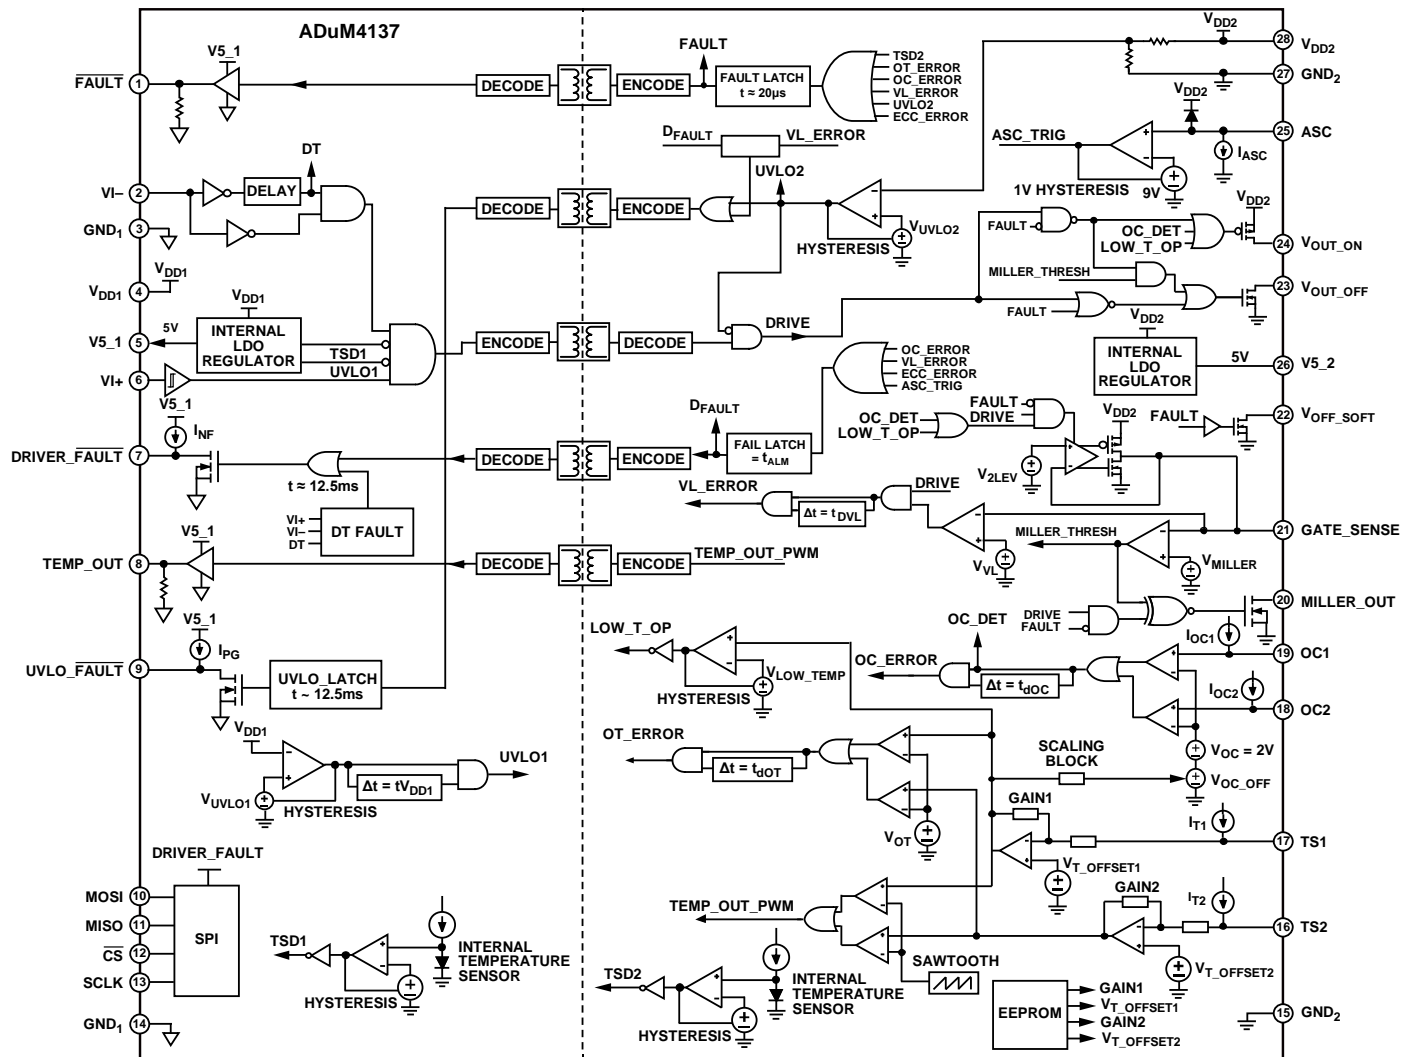 ADuM4137
FAULT
1
V5_1
DECODE
ENCODE
FAULT
FAULT LATCH
t ≈ 20µs
TSD2
OT_ERROR
OC_ERROR
VL_ERROR
UVLO2
ECC_ERROR
VDD2
28
VDD2
27
GND2
VDD2
25
ASC
ASC_TRIG
IASC
1V HYSTERESIS
9V
DFAULT
VL_ERROR
DT
VI–
2
DELAY
DECODE
ENCODE
UVLO2
VUVLO2
HYSTERESIS
GND1
3
VDD1
4
VDD1
VDD1
FAULT
OC_DET
LOW_T_OP
VDD2
24
VOUT_ON
MILLER_THRESH
23
VOUT_OFF
FAULT
V5_1
5
5V
INTERNAL
LDO
REGULATOR
TSD1
UVLO1
VI+
6
ENCODE
DECODE
DRIVE
VDD2
INTERNAL
LDO
REGULATOR
5V
26
V5_2
OC_ERROR
VL_ERROR
ECC_ERROR
ASC_TRIG
V5_1
INF
DRIVER_FAULT
7
t ≈ 12.5ms
DECODE
ENCODE
DFAULT
FAIL LATCH
= tALM
OC_DET
LOW_T_OP
FAULT
DRIVE
VDD2
V2LEV
FAULT
22
VOFF_SOFT
VI+
VI–
DT
DT FAULT
VL_ERROR
Δt = tDVL
DRIVE
VVL
MILLER_THRESH
VMILLER
21
GATE_SENSE
V5_1
TEMP_OUT
8
DECODE
ENCODE
TEMP_OUT_PWM
DRIVE
FAULT
20
MILLER_OUT
V5_1
IPG
UVLO_FAULT
9
UVLO_LATCH
t ~ 12.5ms
LOW_T_OP
VLOW_TEMP
HYSTERESIS
OC_DET
OC_ERROR
Δt = tdOC
IOC1
19
OC1
IOC2
18
OC2
VOC = 2V
VOC_OFF
SCALING
BLOCK
VDD1
VUVLO1
HYSTERESIS
Δt = tVDD1
UVLO1
OT_ERROR
Δt = tdOT
VOT
GAIN1
IT1
17
TS1
VT_OFFSET1
DRIVER_FAULT
MOSI
10
MISO
11
CS
12
SCLK
13
SPI
GND1
14
TSD1
HYSTERESIS
INTERNAL
TEMPERATURE
SENSOR
TEMP_OUT_PWM
GAIN2
IT2
16
TS2
VT_OFFSET2
SAWTOOTH
TSD2
HYSTERESIS
INTERNAL
TEMPERATURE
SENSOR
EEPROM
GAIN1
VT_OFFSET1
GAIN2
VT_OFFSET2
15
GND2